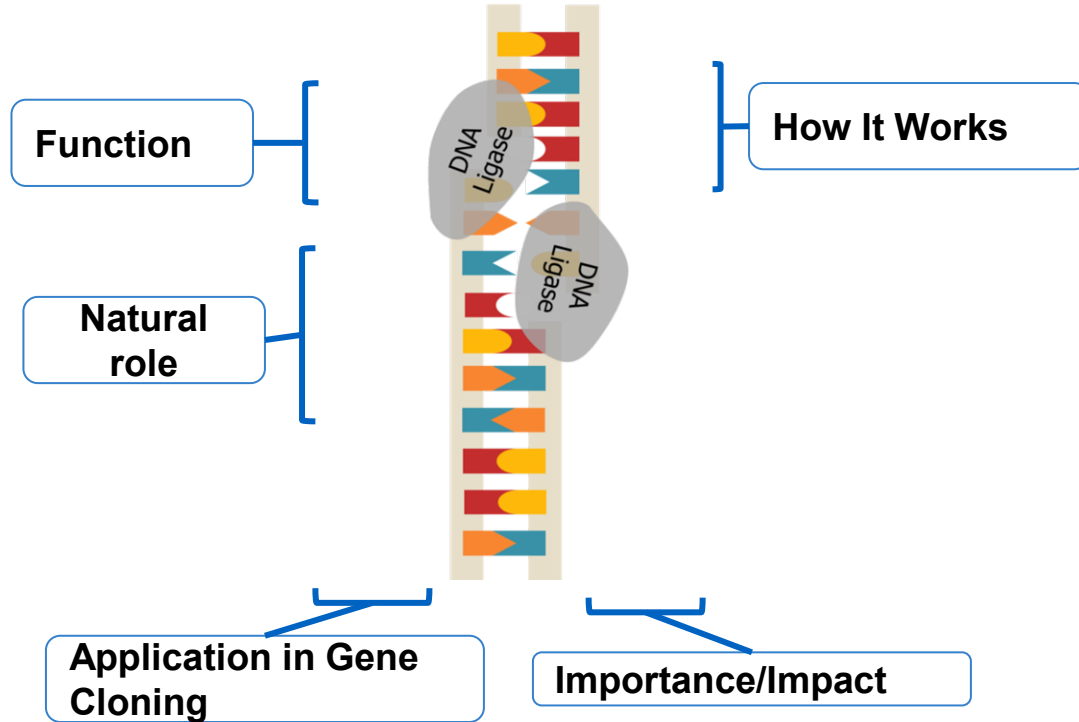 Function
How It Works
DNA
Ligase
DNA
Ligase
Natural
role
Application in Gene
Cloning
Importance/Impact